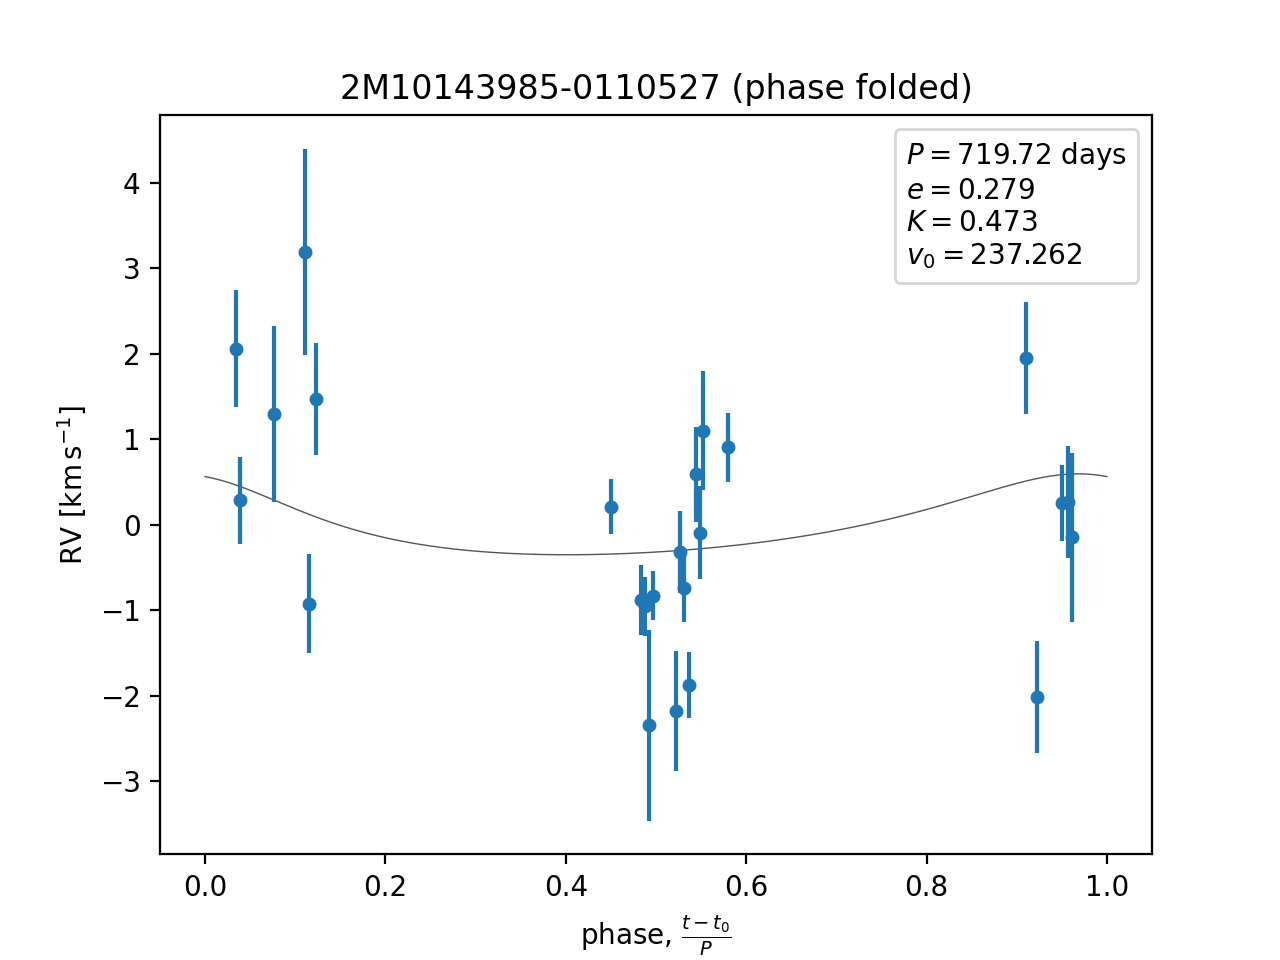 2M10143985-0110527 (phase folded)
P = 719.72 days
e = 0.279
K = 0.473
v₀ = 237.262
RV [km s⁻¹]
4
3
2
1
0
−1
−2
−3
0.0 0.2 0.4 0.6 0.8 1.0
phase, (t − t₀)/P